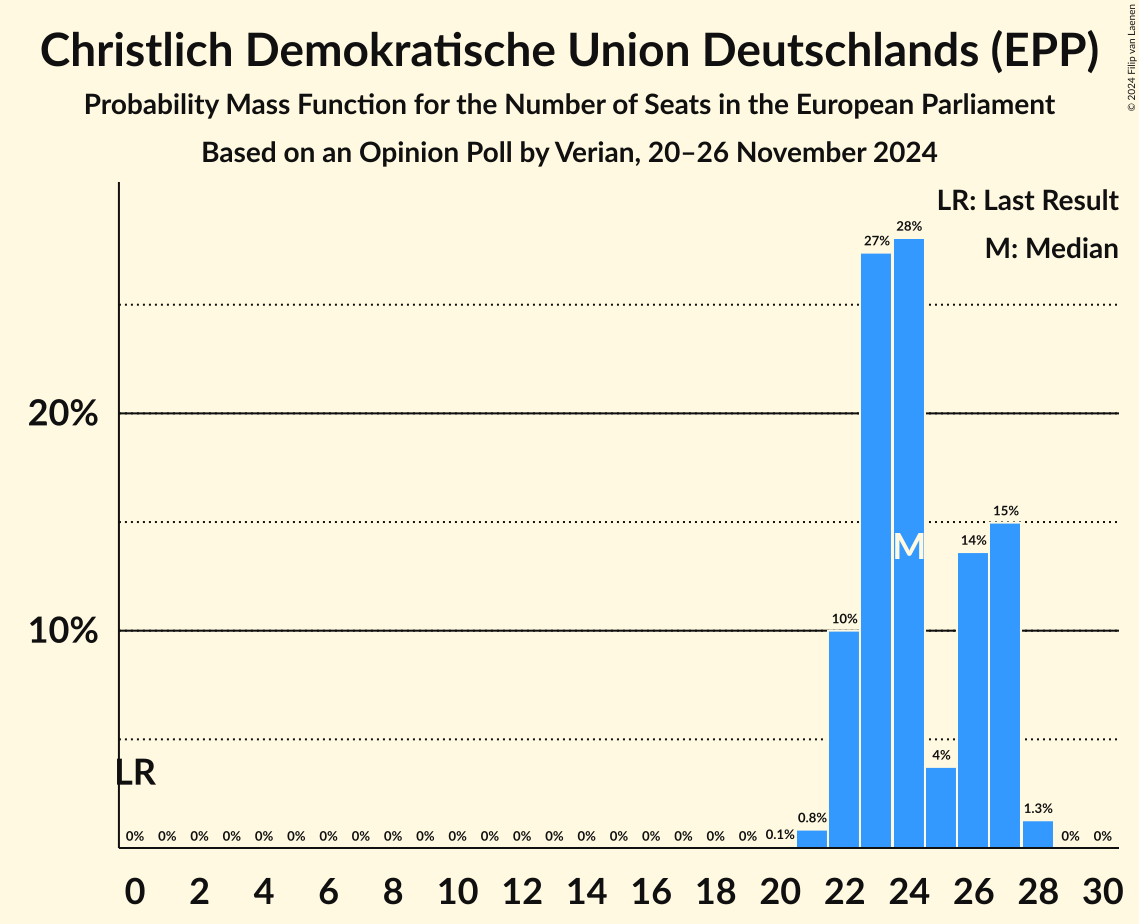 Christlich Demokratische Union Deutschlands (EPP)
Probability Mass Function for the Number of Seats in the European Parliament
Based on an Opinion Poll by Verian, 20–26 November 2024
© 2024 Filip van Laenen
LR: Last Result
M: Median
28%
27%
20%
15%
14%
M
10%
10%
4%
LR
1.3%
0.8%
0% 0% 0% 0% 0% 0% 0% 0% 0% 0% 0% 0% 0% 0% 0% 0% 0% 0% 0% 0% 0.1% 0% 0%
0 2 4 6 8 10 12 14 16 18 20 22 24 26 28 30